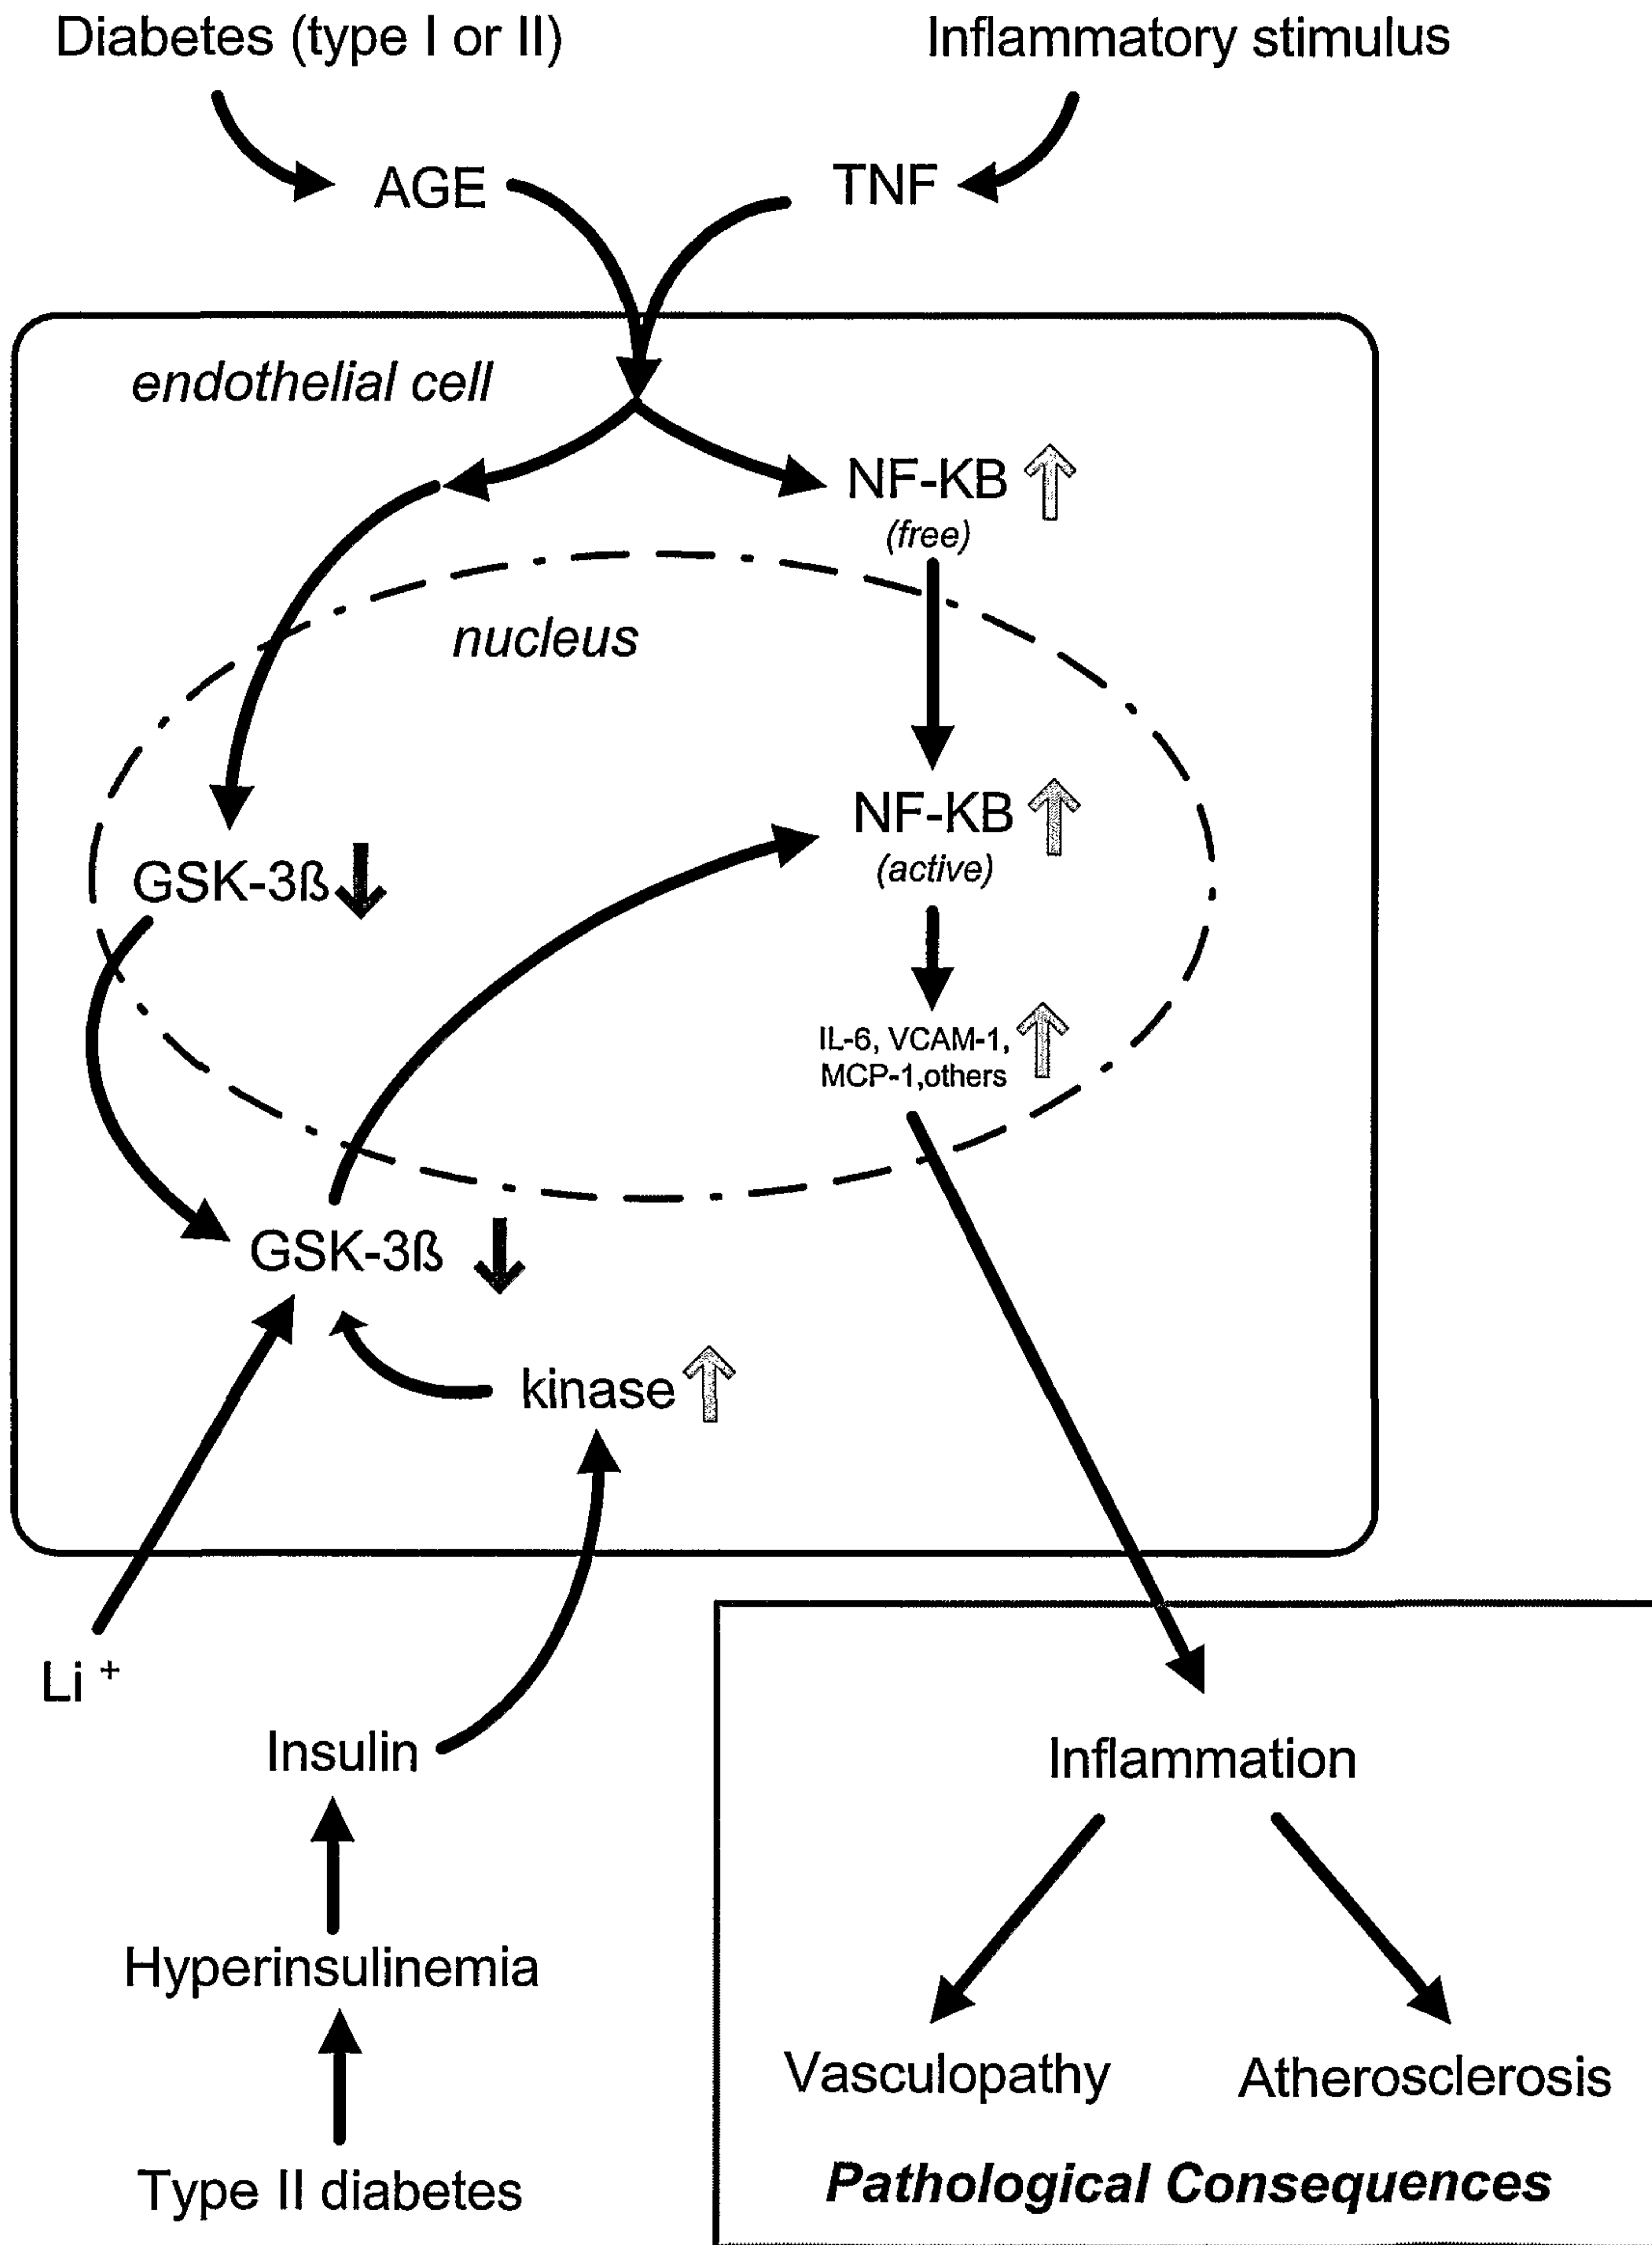 Diabetes (type I or II)
Inflammatory stimulus
AGE
TNF
endothelial cell
NF-KB
(free)
nucleus
NF-KB
(active)
GSK-3ß
IL-6, VCAM-1,
MCP-1,others
GSK-3ß
kinase
Li +
Insulin
Inflammation
Hyperinsulinemia
Vasculopathy
Atherosclerosis
Type II diabetes
Pathological Consequences